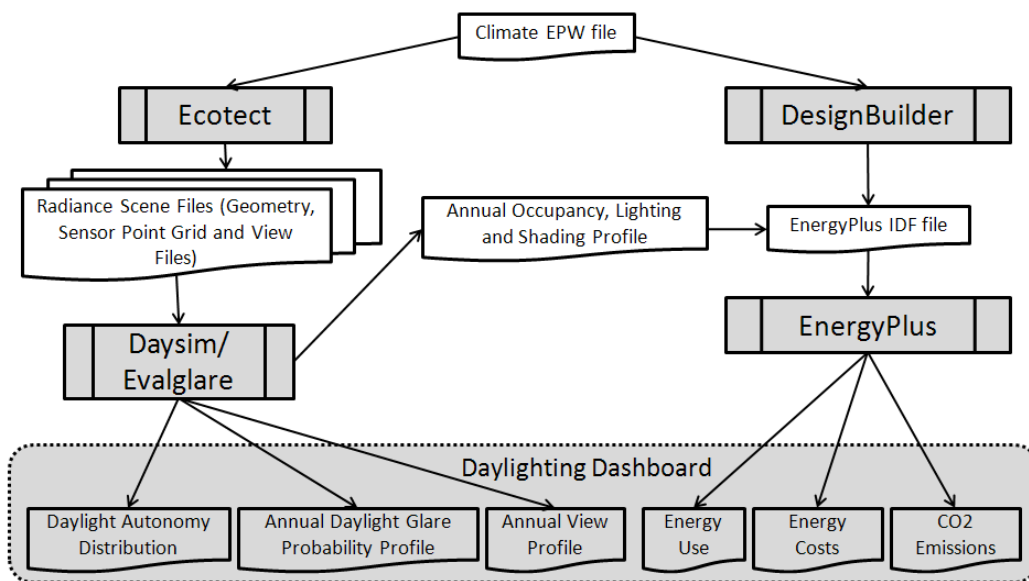 Climate EPW file
Ecotect
DesignBuilder
Radiance Scene Files (Geometry,
Sensor Point Grid and View
Files)
Annual Occupancy, Lighting
and Shading Profile
EnergyPlus IDF file
Daysim/
Evalglare
EnergyPlus
Daylighting Dashboard
Daylight Autonomy
Distribution
Annual Daylight Glare
Probability Profile
Annual View
Profile
Energy
Use
Energy
Costs
CO2
Emissions